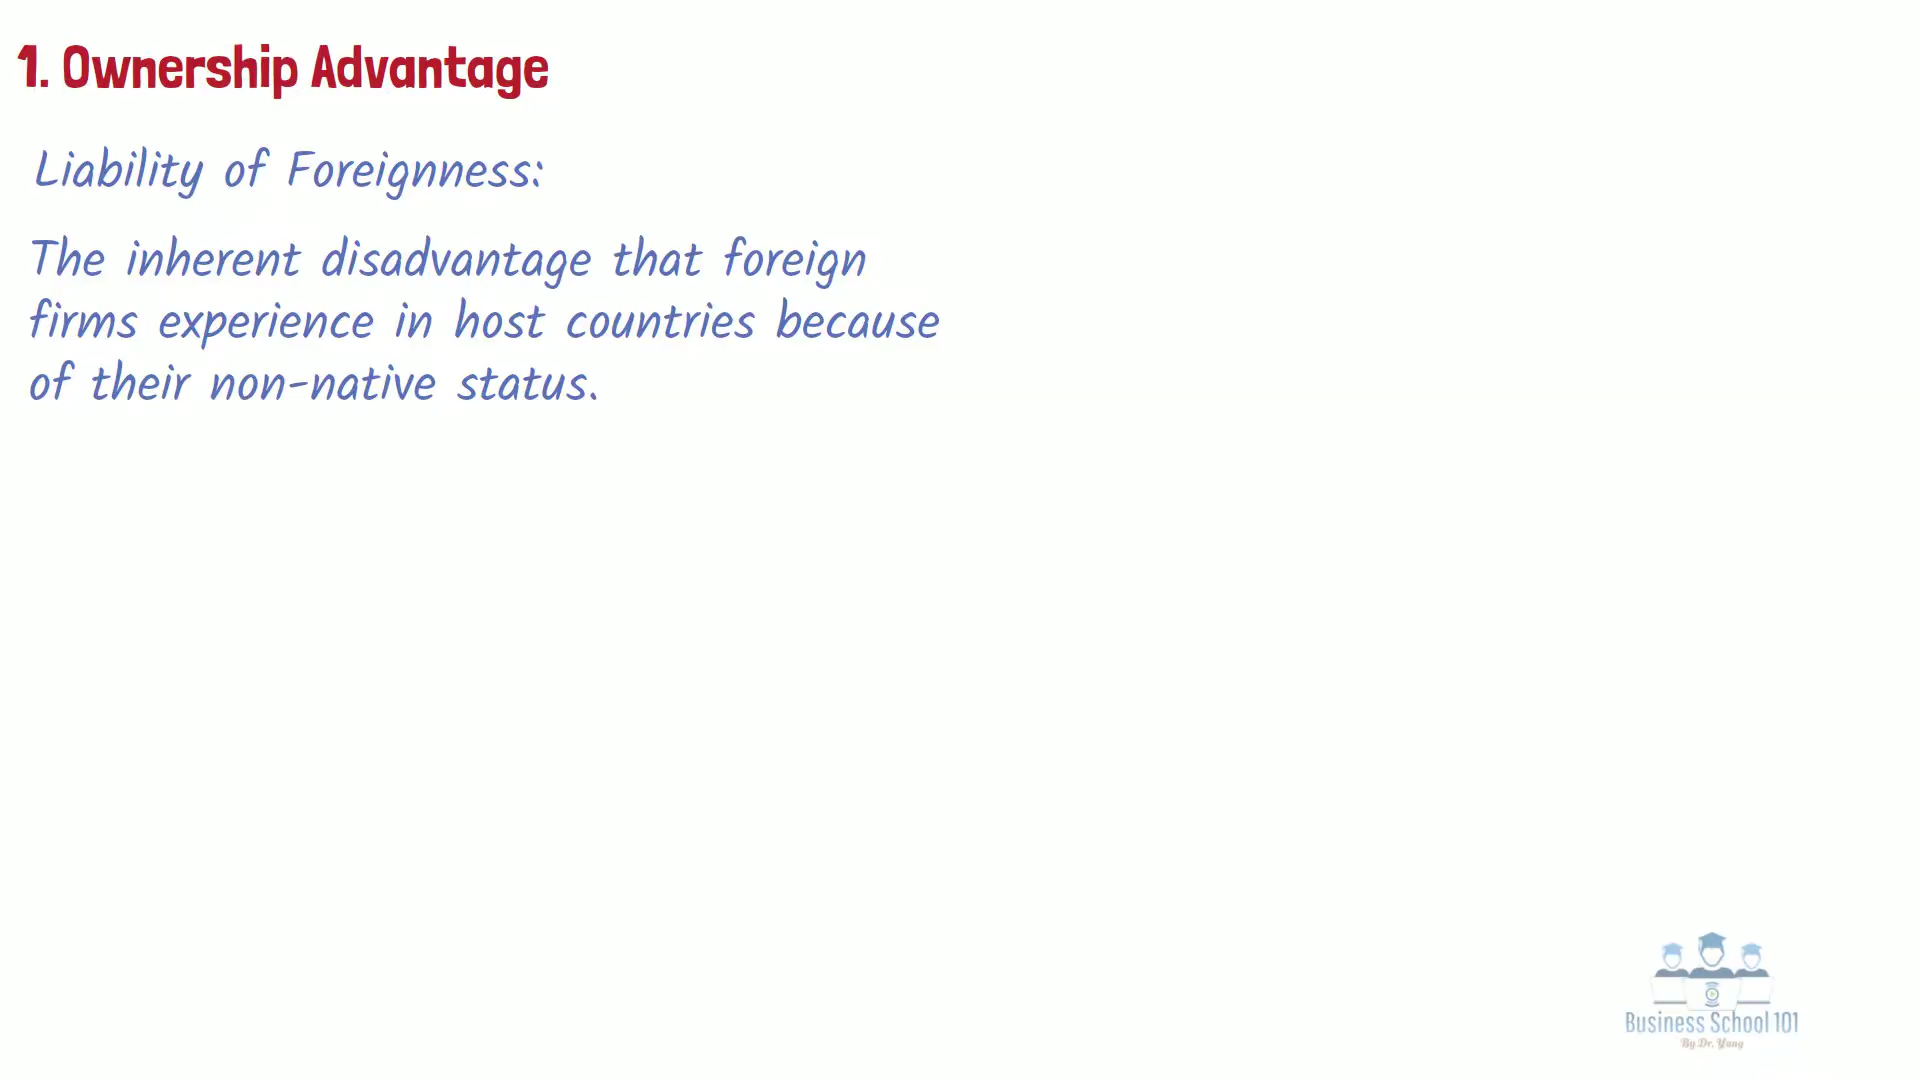 1. Ownership Advantage
Liability of Foreignness:
The inherent disadvantage that foreign
firms experience in host countries because
of their non-native status.
Business School 101
By Dr. Yang